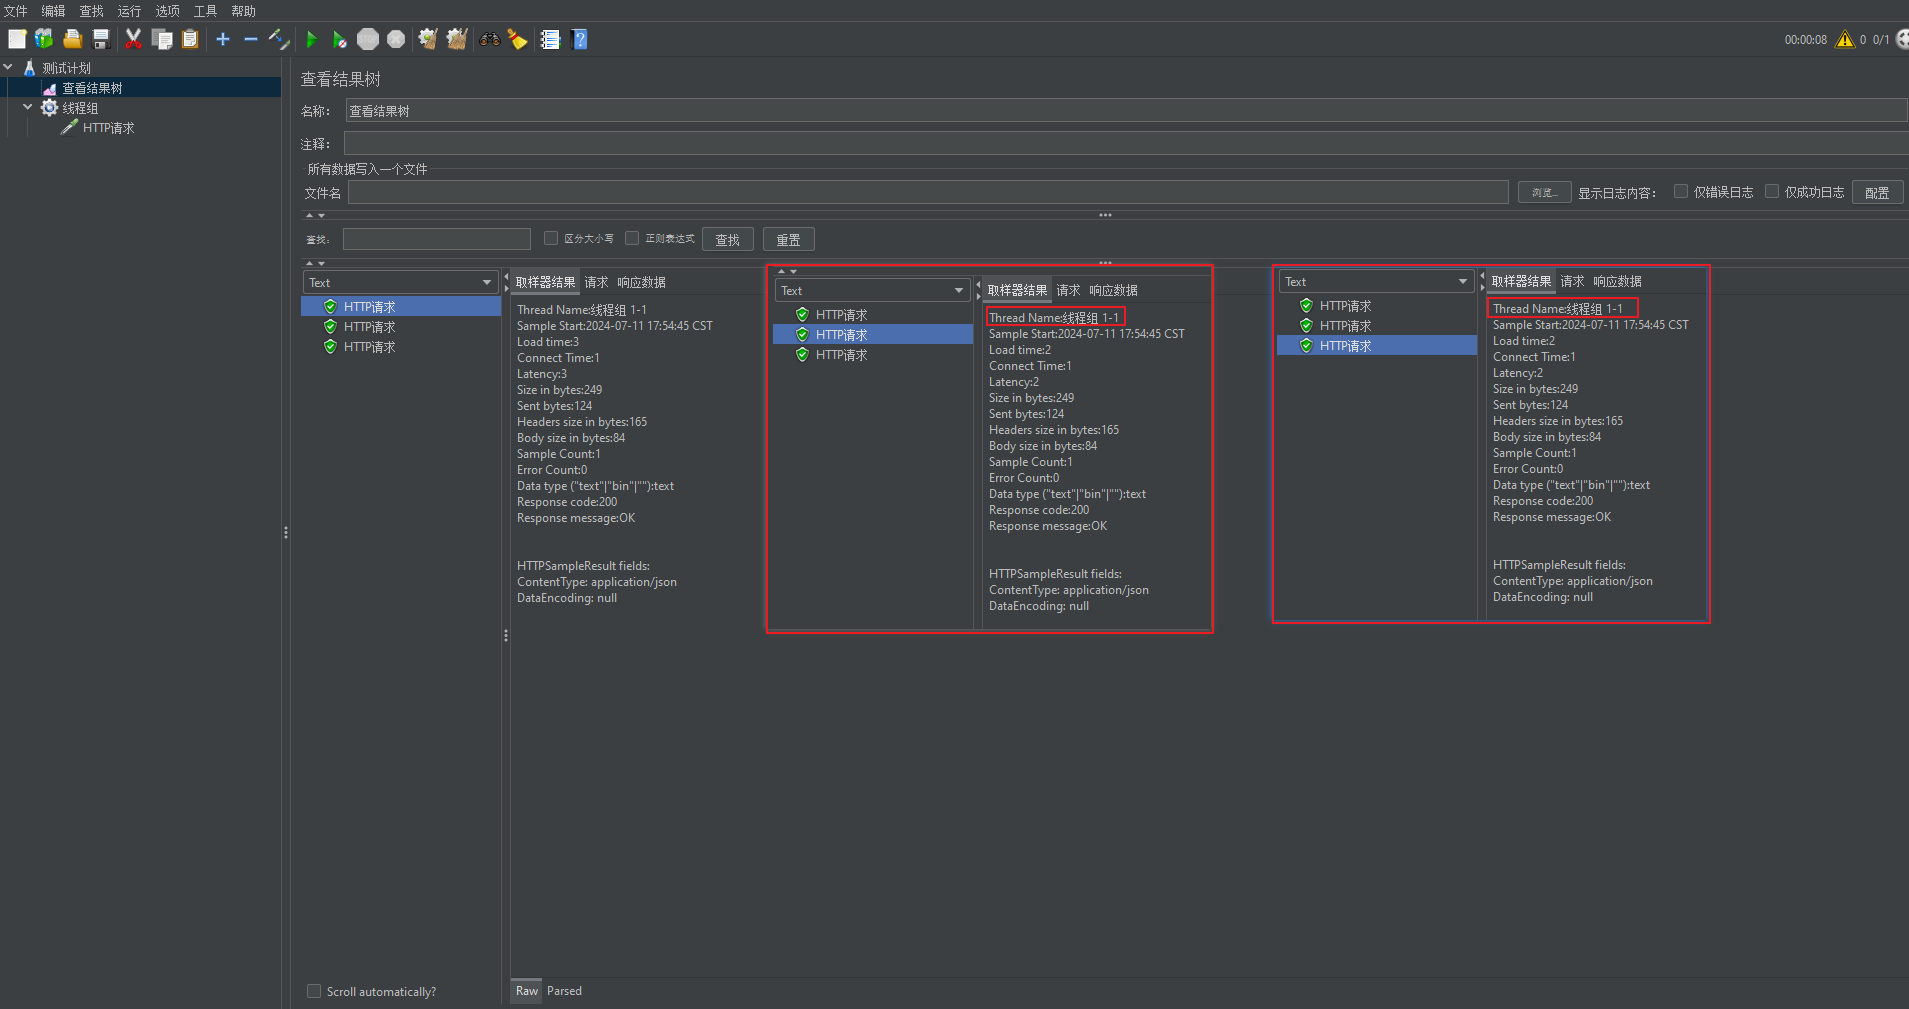 文件 编辑 查找 运行 选项 工具 帮助
00:00:08 0 0/1
测试计划
查看结果树
线程组
HTTP请求
查看结果树
名称: 查看结果树
注释:
所有数据写入一个文件
文件名 浏览... 显示日志内容: 仅错误日志 仅成功日志 配置
查找: 区分大小写 正则表达式 查找 重置
Text
HTTP请求
HTTP请求
HTTP请求
取样器结果 请求 响应数据
Thread Name:线程组 1-1
Sample Start:2024-07-11 17:54:45 CST
Load time:3
Connect Time:1
Latency:3
Size in bytes:249
Sent bytes:124
Headers size in bytes:165
Body size in bytes:84
Sample Count:1
Error Count:0
Data type ("text"|"bin"|""):text
Response code:200
Response message:OK
HTTPSampleResult fields:
ContentType: application/json
DataEncoding: null
Text
HTTP请求
HTTP请求
HTTP请求
取样器结果 请求 响应数据
Thread Name:线程组 1-1
Sample Start:2024-07-11 17:54:45 CST
Load time:2
Connect Time:1
Latency:2
Size in bytes:249
Sent bytes:124
Headers size in bytes:165
Body size in bytes:84
Sample Count:1
Error Count:0
Data type ("text"|"bin"|""):text
Response code:200
Response message:OK
HTTPSampleResult fields:
ContentType: application/json
DataEncoding: null
Text
HTTP请求
HTTP请求
HTTP请求
取样器结果 请求 响应数据
Thread Name:线程组 1-1
Sample Start:2024-07-11 17:54:45 CST
Load time:2
Connect Time:1
Latency:2
Size in bytes:249
Sent bytes:124
Headers size in bytes:165
Body size in bytes:84
Sample Count:1
Error Count:0
Data type ("text"|"bin"|""):text
Response code:200
Response message:OK
HTTPSampleResult fields:
ContentType: application/json
DataEncoding: null
Scroll automatically?
Raw Parsed